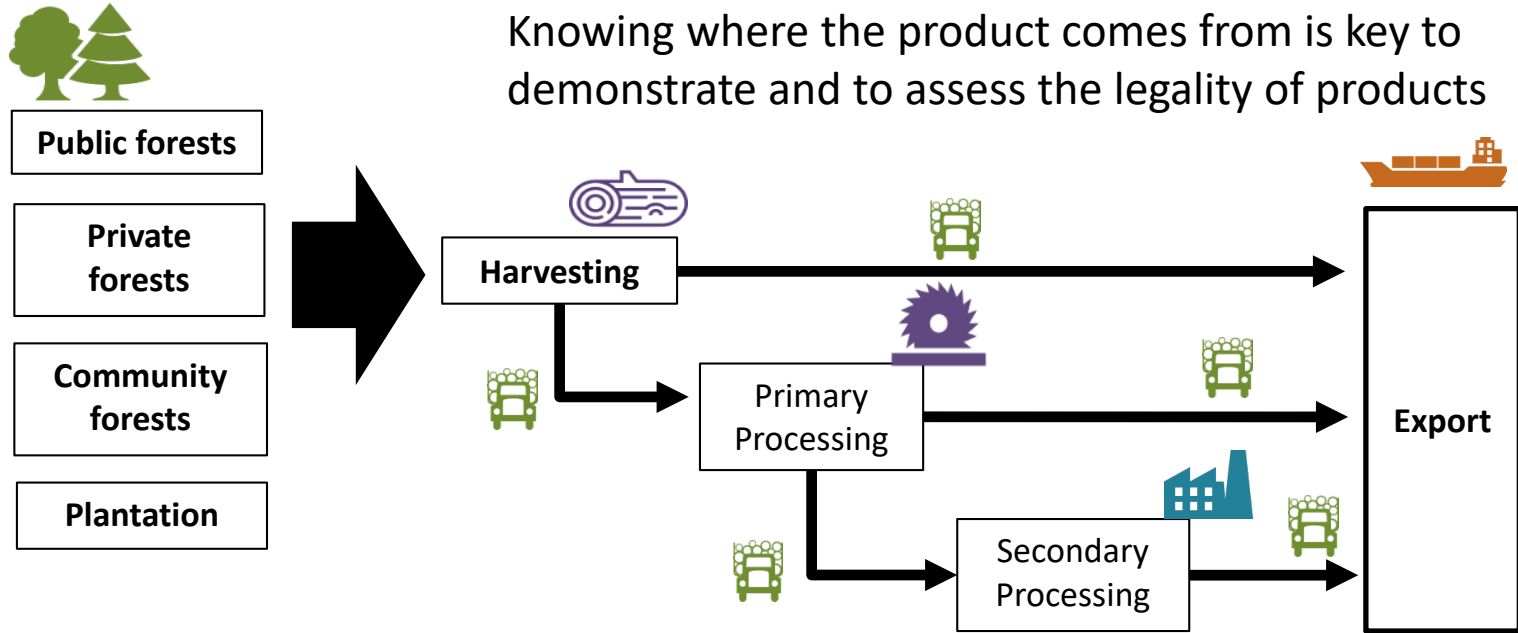 Knowing where the product comes from is key to
demonstrate and to assess the legality of products
Public forests
Private
forests
Community
forests
Plantation
Harvesting
Primary
Processing
Secondary
Processing
Export